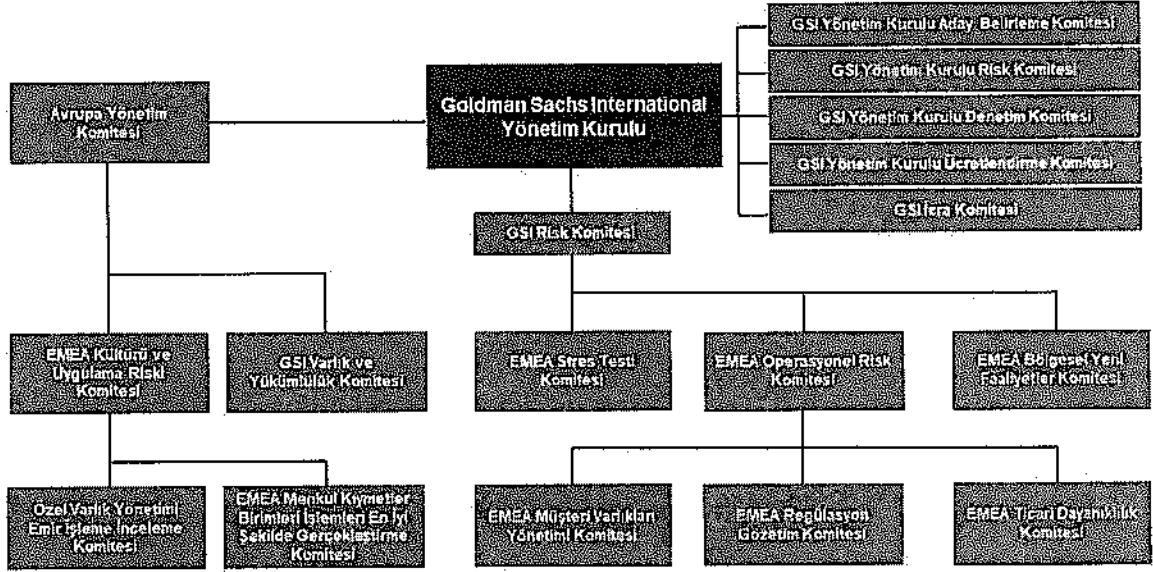 GSI Yönetim Kurulu Aday Belirleme Komitesi
GSI Yönetim Kurulu Risk Komitesi
GSI Yönetim Kurulu Denetim Komitesi
GSI Yönetim Kurulu Ücretlendirme Komitesi
GSI İcra Komitesi
Avrupa Yönetim
Komitesi
Goldman Sachs International
Yönetim Kurulu
GSI Risk Komitesi
EMEA Kültürü ve
Uygulama Riski
Komitesi
GSI Varlık ve
Yükümlülük Komitesi
EMEA Stres Testi
Komitesi
EMEA Operasyonel Risk
Komitesi
EMEA Bölgesel Yeni
Faaliyetler Komitesi
Özel Varlık Yönetimi
Emir İşleme İnceleme
Komitesi
EMEA Menkul Kıymetler
Birimleri İşlemleri En İyi
Şekilde Gerçekleştirme
Komitesi
EMEA Müşteri Varlıkları
Yönetimi Komitesi
EMEA Regülasyon
Gözetim Komitesi
EMEA Ticari Dayanıklılık
Komitesi